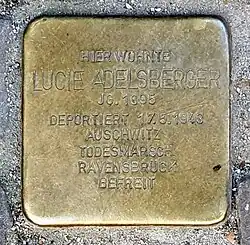 HIER WOHNTE
LUCIE ADELSBERGER
JG. 1895
DEPORTIERT 17.5.1943
AUSCHWITZ
TODESMARSCH
RAVENSBRÜCK
BEFREIT